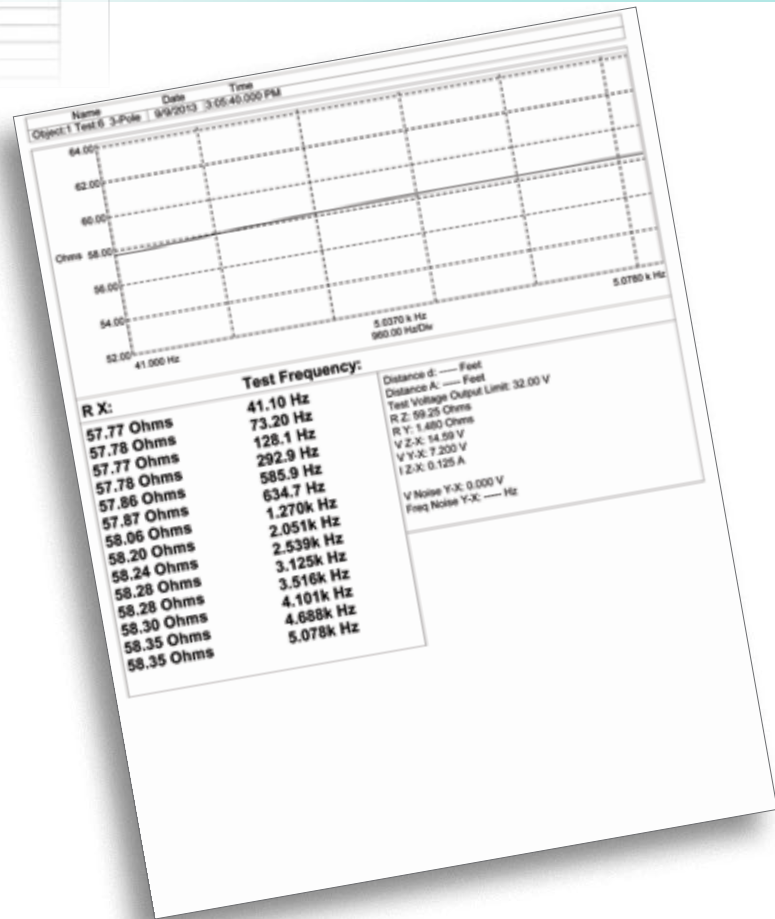 Name Date Time
Object:1 Test:6 3-Pole 9/9/2013 3:05:40.000 PM
64.00
62.00
60.00
Ohms 58.00
56.00
54.00
52.00
41.000 Hz 5.0370 k Hz 5.0780 k Hz
960.00 Hz/Div
R X: Test Frequency:
57.77 Ohms 41.10 Hz
57.78 Ohms 73.20 Hz
57.77 Ohms 128.1 Hz
57.78 Ohms 292.9 Hz
57.86 Ohms 585.9 Hz
57.87 Ohms 634.7 Hz
58.06 Ohms 1.270k Hz
58.20 Ohms 2.051k Hz
58.24 Ohms 2.539k Hz
58.28 Ohms 3.125k Hz
58.28 Ohms 3.516k Hz
58.30 Ohms 4.101k Hz
58.35 Ohms 4.688k Hz
58.35 Ohms 5.078k Hz
Distance d: ---- Feet
Distance A: ---- Feet
Test Voltage Output Limit: 32.00 V
R Z: 59.25 Ohms
R Y: 1.480 Ohms
V Z-X: 14.59 V
V Y-X: 7.200 V
I Z-X: 0.125 A
V Noise Y-X: 0.000 V
Freq Noise Y-X: ---- Hz